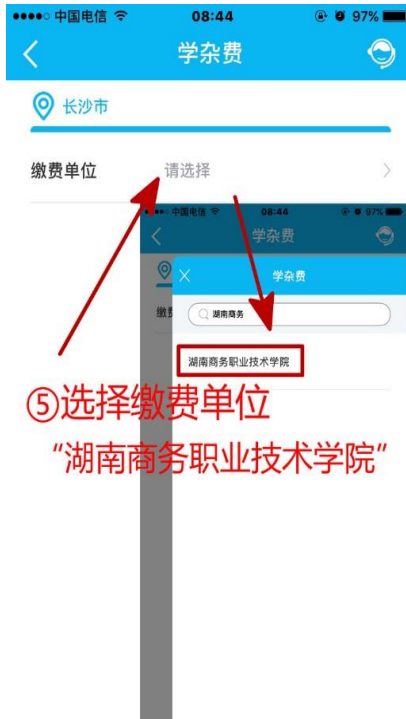 中国电信 08:44 97%
学杂费
长沙市
缴费单位 请选择
中国电信 08:44 97%
学杂费
学杂费
缴费
湖南商务
湖南商务职业技术学院
⑤选择缴费单位
“湖南商务职业技术学院”